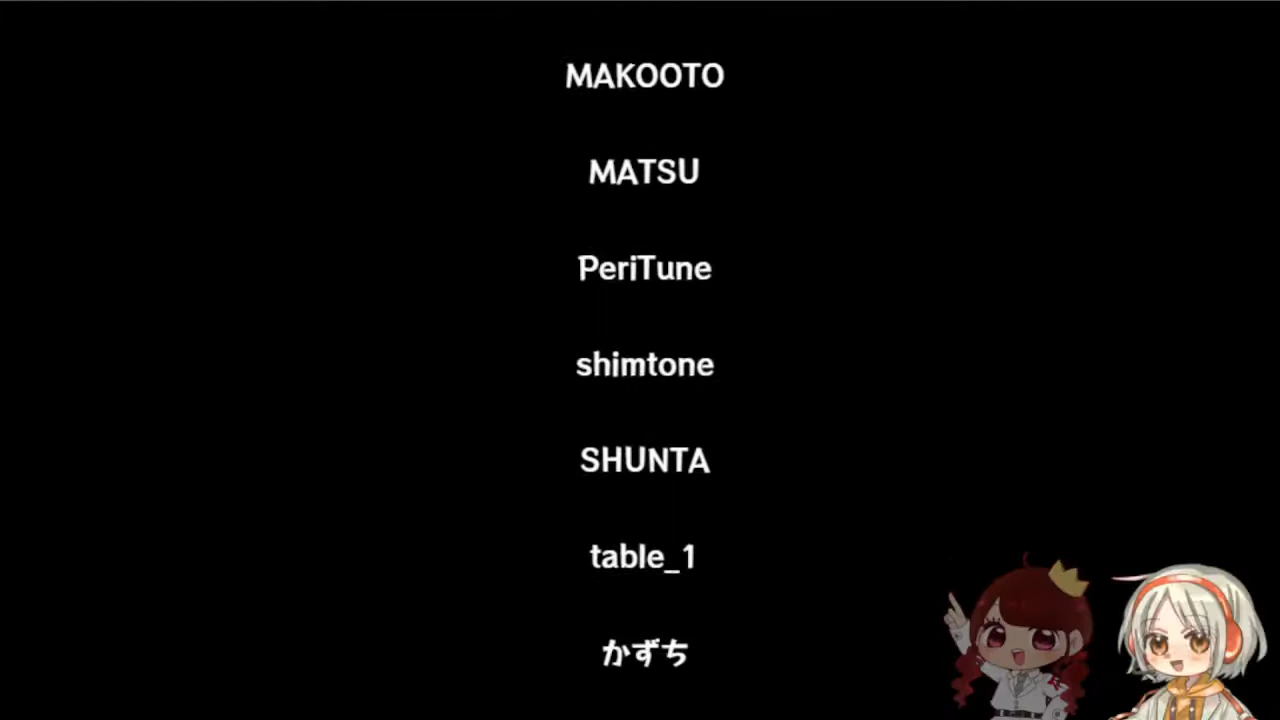 MAKOOTO
MATSU
PeriTune
shimtone
SHUNTA
table_1
かずち